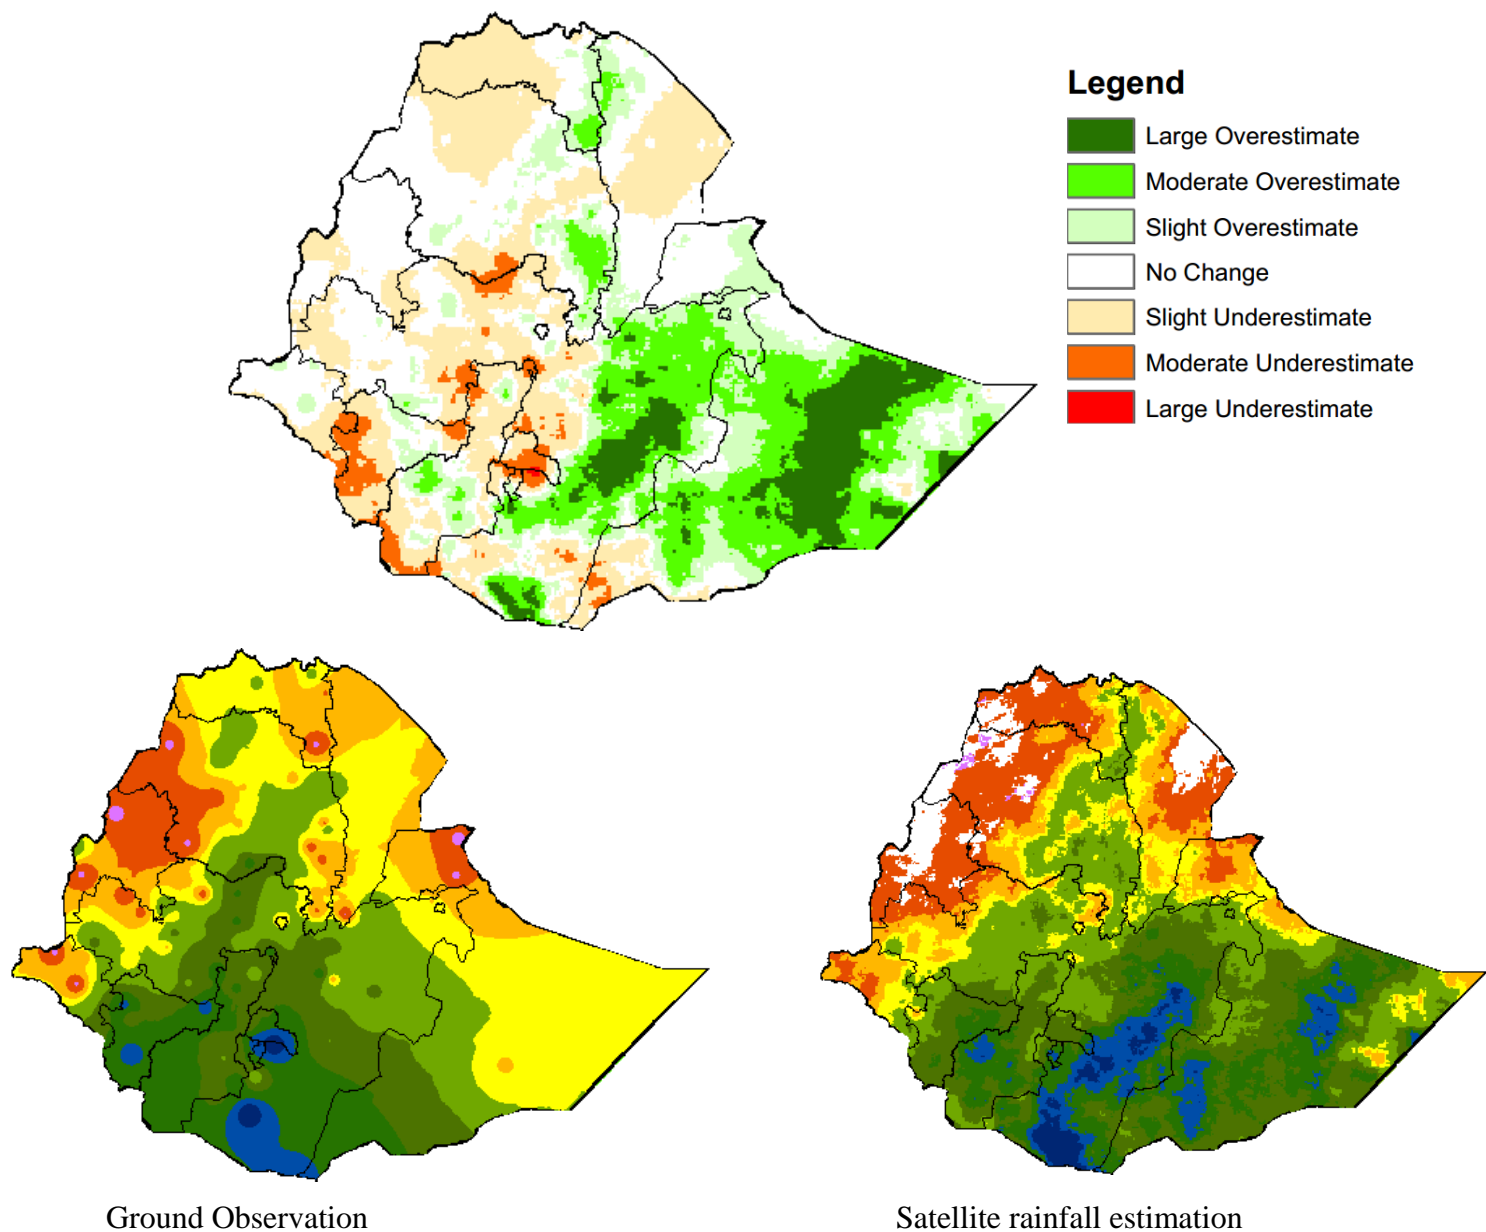 Legend
Large Overestimate
Moderate Overestimate
Slight Overestimate
No Change
Slight Underestimate
Moderate Underestimate
Large Underestimate
Ground Observation
Satellite rainfall estimation